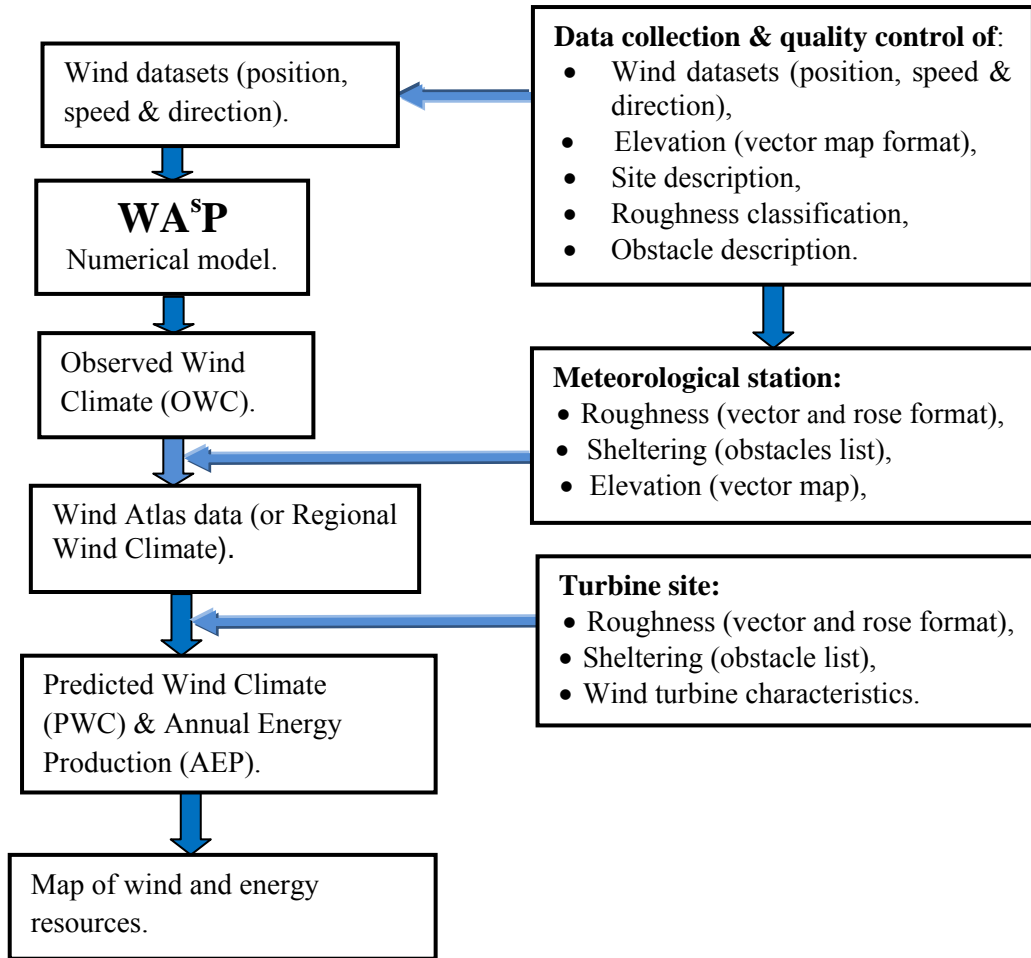 Wind datasets (position,
speed & direction).
WAˢP
Numerical model.
Observed Wind
Climate (OWC).
Wind Atlas data (or Regional
Wind Climate).
Predicted Wind Climate
(PWC) & Annual Energy
Production (AEP).
Map of wind and energy
resources.
Data collection & quality control of:
• Wind datasets (position, speed &
direction),
• Elevation (vector map format),
• Site description,
• Roughness classification,
• Obstacle description.
Meteorological station:
• Roughness (vector and rose format),
• Sheltering (obstacles list),
• Elevation (vector map),
Turbine site:
• Roughness (vector and rose format),
• Sheltering (obstacle list),
• Wind turbine characteristics.